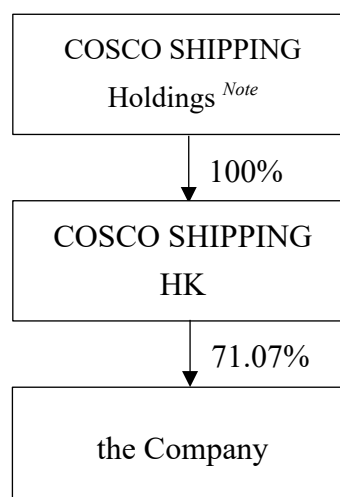 COSCO SHIPPING
Holdings Note
100%
COSCO SHIPPING
HK
71.07%
the Company